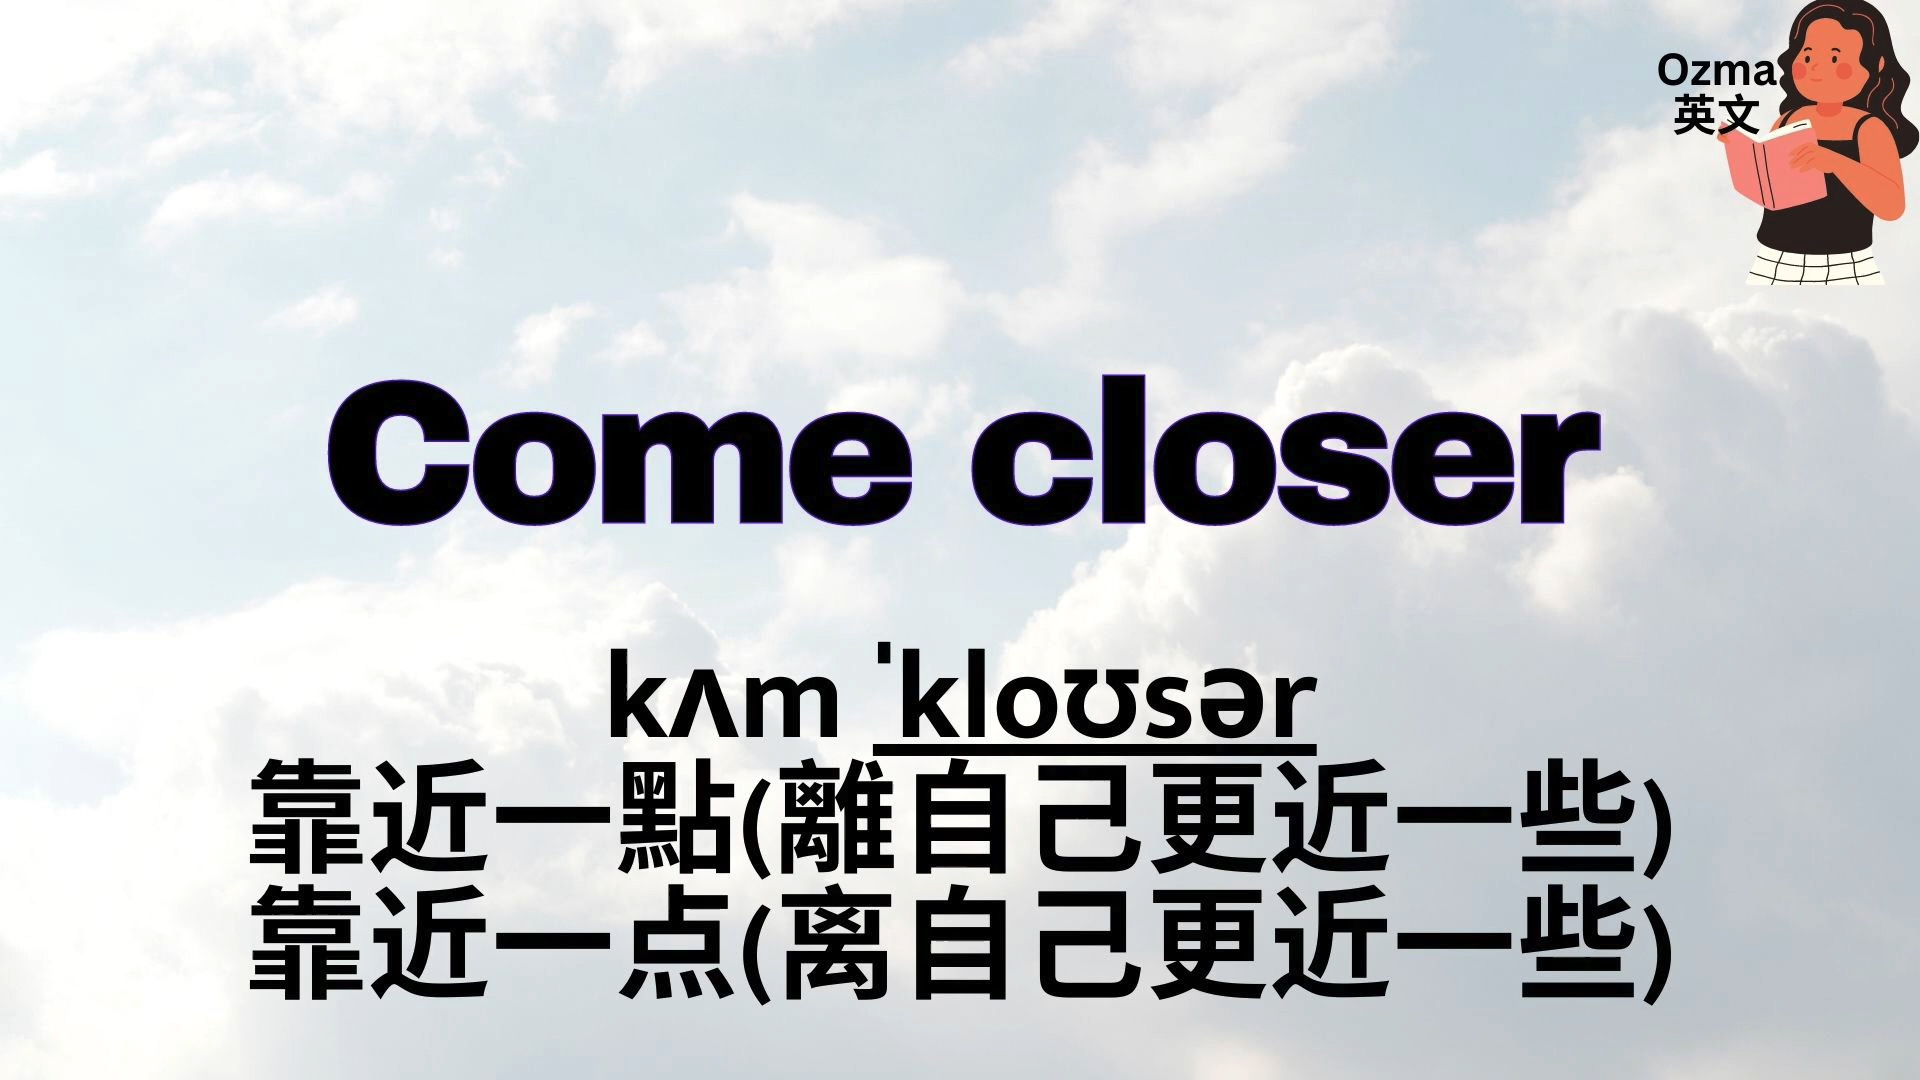 Ozma
英文
Come closer
kʌm ˈkloʊsər
靠近一點(離自己更近一些)
靠近一点(离自己更近一些)